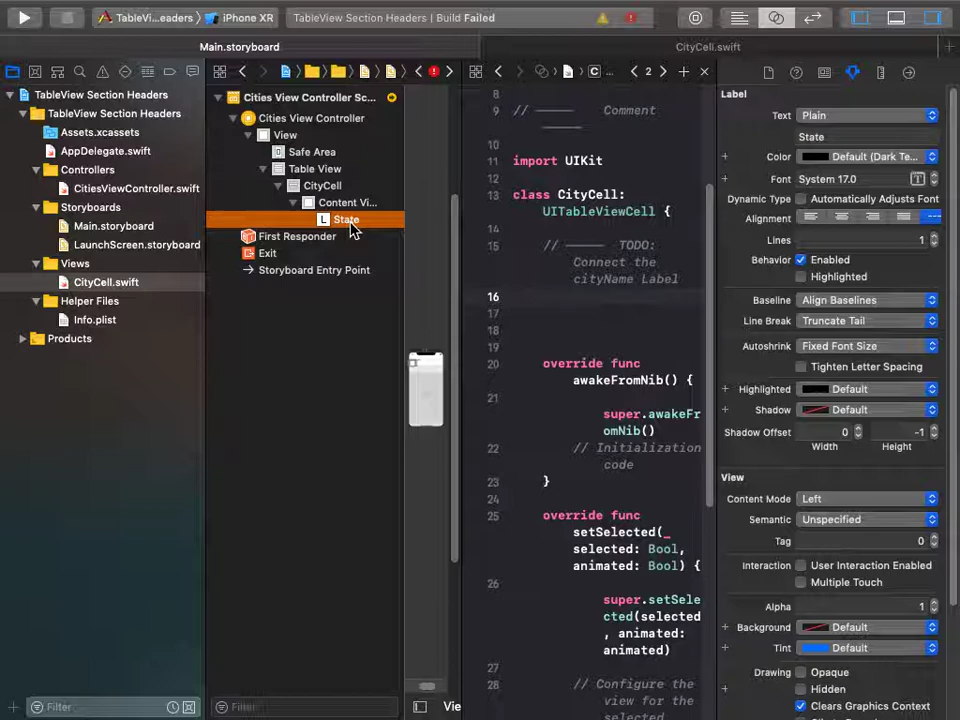 TableVi...eaders
iPhone XR
TableView Section Headers | Build Failed
Main.storyboard
CityCell.swift
C
2
TableView Section Headers
TableView Section Headers
Assets.xcassets
AppDelegate.swift
Controllers
CitiesViewController.swift
Storyboards
Main.storyboard
LaunchScreen.storyboard
Views
CityCell.swift
Helper Files
Info.plist
Products
Filter
Cities View Controller Sc...
Cities View Controller
View
Safe Area
Table View
CityCell
Content Vi...
L State
First Responder
Exit
Storyboard Entry Point
Filter
Vie
8
9 // ——— Comment
———
10
11 import UIKit
12
13 class CityCell:
UITableViewCell {
14
15 // ——— TODO:
Connect the
cityName Label
16
17
18
19
20 override func
awakeFromNib() {
21
super.awakeFr
omNib()
22 // Initialization
code
23 }
24
25 override func
setSelected(_
selected: Bool,
animated: Bool) {
26
super.setSele
cted(selected
, animated:
animated)
27
28 // Configure the
view for the
selected
Label
Text Plain
State
Color Default (Dark Te...
Font System 17.0 T
Dynamic Type Automatically Adjusts Font
Alignment
Lines 1
Behavior Enabled
Highlighted
Baseline Align Baselines
Line Break Truncate Tail
Autoshrink Fixed Font Size
Tighten Letter Spacing
Highlighted Default
Shadow Default
Shadow Offset 0 -1
Width Height
View
Content Mode Left
Semantic Unspecified
Tag 0
Interaction User Interaction Enabled
Multiple Touch
Alpha 1
Background Default
Tint Default
Drawing Opaque
Hidden
Clears Graphics Context